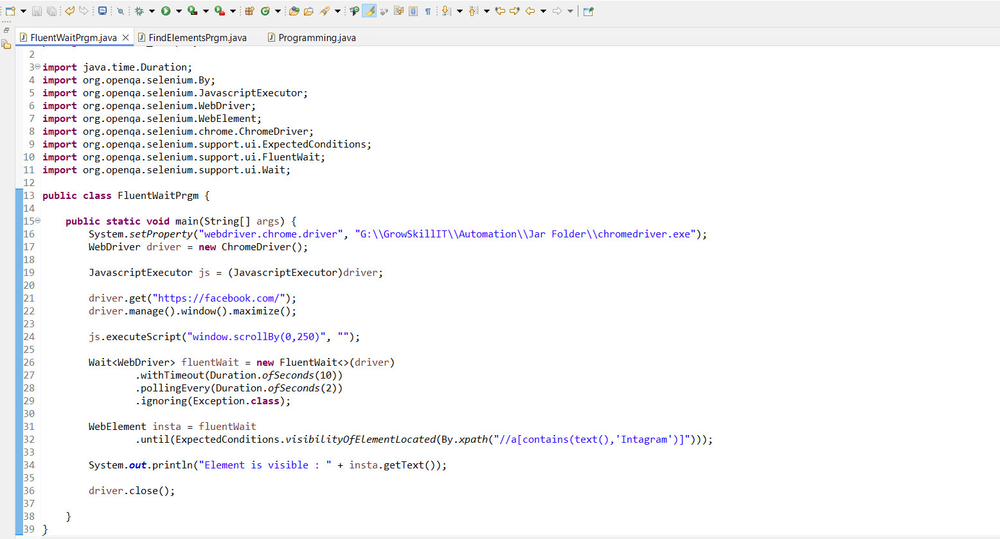 FluentWaitPrgm.java
FindElementsPrgm.java
Programming.java
2
3 import java.time.Duration;
4 import org.openqa.selenium.By;
5 import org.openqa.selenium.JavascriptExecutor;
6 import org.openqa.selenium.WebDriver;
7 import org.openqa.selenium.WebElement;
8 import org.openqa.selenium.chrome.ChromeDriver;
9 import org.openqa.selenium.support.ui.ExpectedConditions;
10 import org.openqa.selenium.support.ui.FluentWait;
11 import org.openqa.selenium.support.ui.Wait;
12
13 public class FluentWaitPrgm {
14
15     public static void main(String[] args) {
16         System.setProperty("webdriver.chrome.driver", "G:\\GrowSkillIT\\Automation\\Jar Folder\\chromedriver.exe");
17         WebDriver driver = new ChromeDriver();
18
19         JavascriptExecutor js = (JavascriptExecutor)driver;
20
21         driver.get("https://facebook.com/");
22         driver.manage().window().maximize();
23
24         js.executeScript("window.scrollBy(0,250)", "");
25
26         Wait<WebDriver> fluentWait = new FluentWait<>(driver)
27                 .withTimeout(Duration.ofSeconds(10))
28                 .pollingEvery(Duration.ofSeconds(2))
29                 .ignoring(Exception.class);
30
31         WebElement insta = fluentWait
32                 .until(ExpectedConditions.visibilityOfElementLocated(By.xpath("//a[contains(text(),'Intagram')]")));
33
34         System.out.println("Element is visible : " + insta.getText());
35
36         driver.close();
37
38     }
39 }